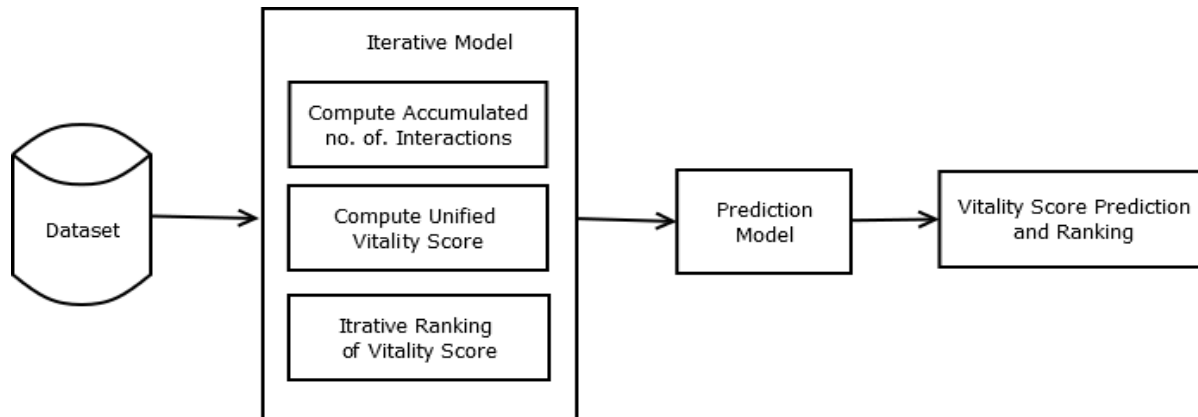 Iterative Model
Compute Accumulated
no. of. Interactions
Dataset
Compute Unified
Vitality Score
Itrative Ranking
of Vitality Score
Prediction
Model
Vitality Score Prediction
and Ranking